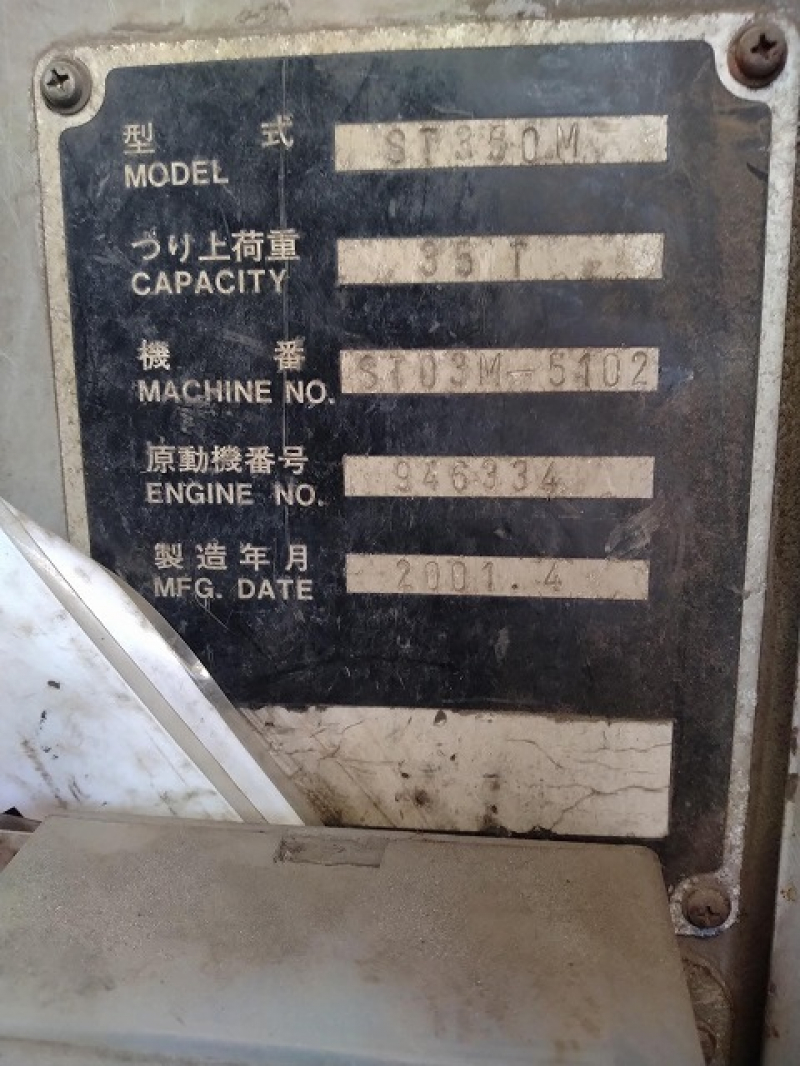 型式 ST350M
MODEL
つり上荷重 35T
CAPACITY
機番 ST03M-5102
MACHINE NO.
原動機番号 946334
ENGINE NO.
製造年月 2001.4
MFG. DATE